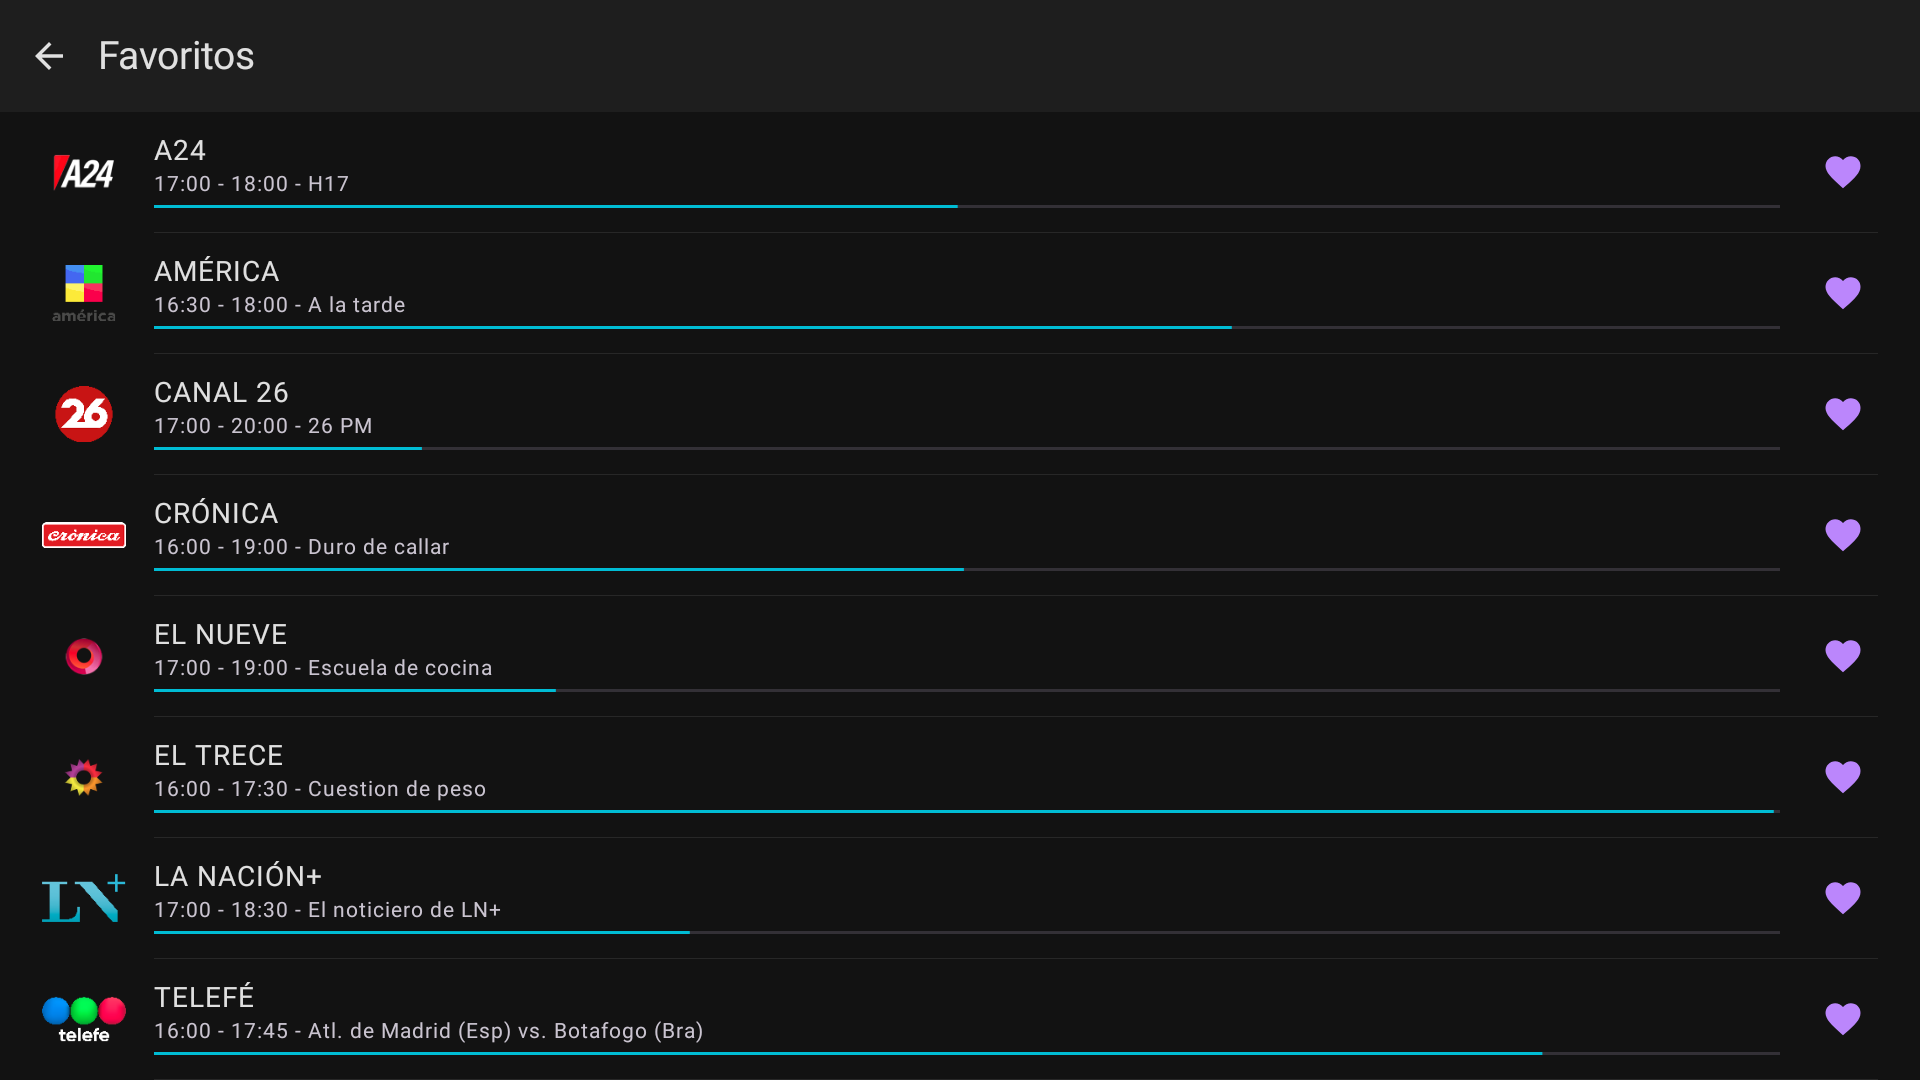 Favoritos
A24
A24
17:00 - 18:00 - H17
américa
AMÉRICA
16:30 - 18:00 - A la tarde
26
CANAL 26
17:00 - 20:00 - 26 PM
crónica
CRÓNICA
16:00 - 19:00 - Duro de callar
EL NUEVE
17:00 - 19:00 - Escuela de cocina
EL TRECE
16:00 - 17:30 - Cuestion de peso
LN+
LA NACIÓN+
17:00 - 18:30 - El noticiero de LN+
telefe
TELEFÉ
16:00 - 17:45 - Atl. de Madrid (Esp) vs. Botafogo (Bra)